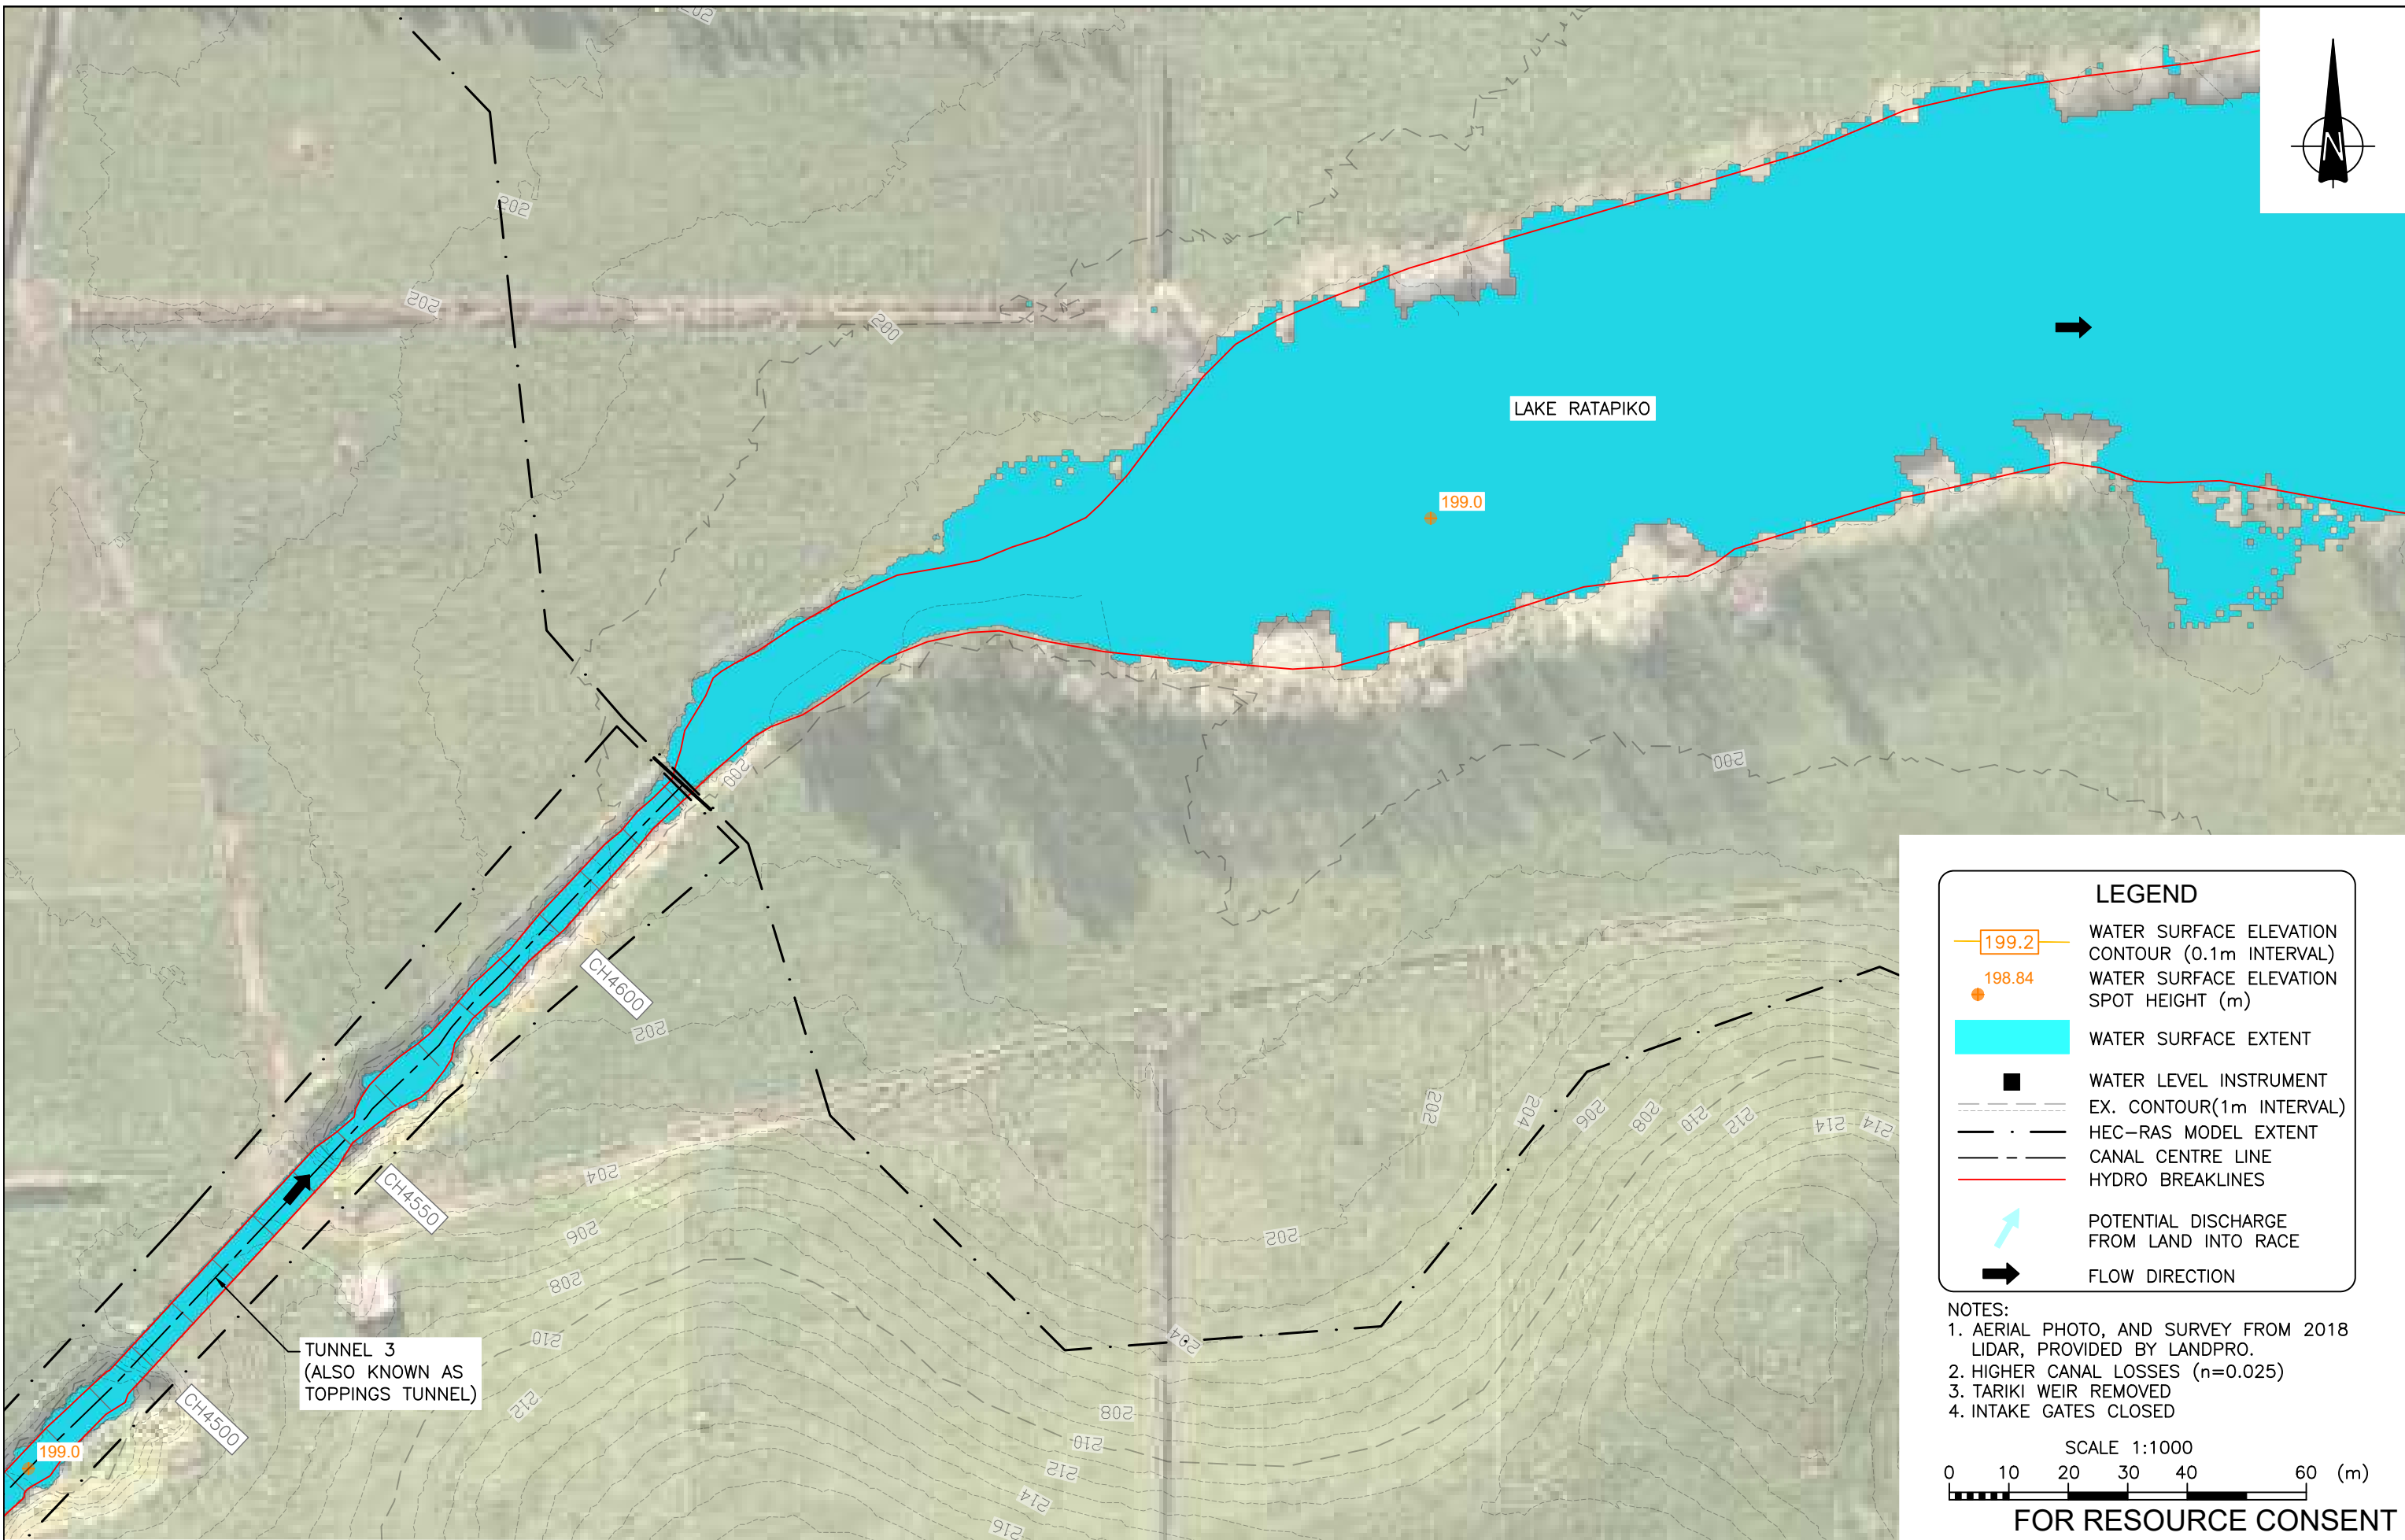 202
N
202
202
200
LAKE RATAPIKO
199.0
200
200
CH4600
202
CH4550
204
206
208
210
212
TUNNEL 3
(ALSO KNOWN AS
TOPPINGS TUNNEL)
CH4500
199.0
202
204
206
208
210
212
214
214
202
204
208
210
212
214
216
LEGEND
199.2
WATER SURFACE ELEVATION
CONTOUR (0.1m INTERVAL)
198.84
WATER SURFACE ELEVATION
SPOT HEIGHT (m)
WATER SURFACE EXTENT
WATER LEVEL INSTRUMENT
EX. CONTOUR(1m INTERVAL)
HEC-RAS MODEL EXTENT
CANAL CENTRE LINE
HYDRO BREAKLINES
POTENTIAL DISCHARGE
FROM LAND INTO RACE
FLOW DIRECTION
NOTES:
1. AERIAL PHOTO, AND SURVEY FROM 2018
LIDAR, PROVIDED BY LANDPRO.
2. HIGHER CANAL LOSSES (n=0.025)
3. TARIKI WEIR REMOVED
4. INTAKE GATES CLOSED
SCALE 1:1000
0 10 20 30 40 60 (m)
FOR RESOURCE CONSENT